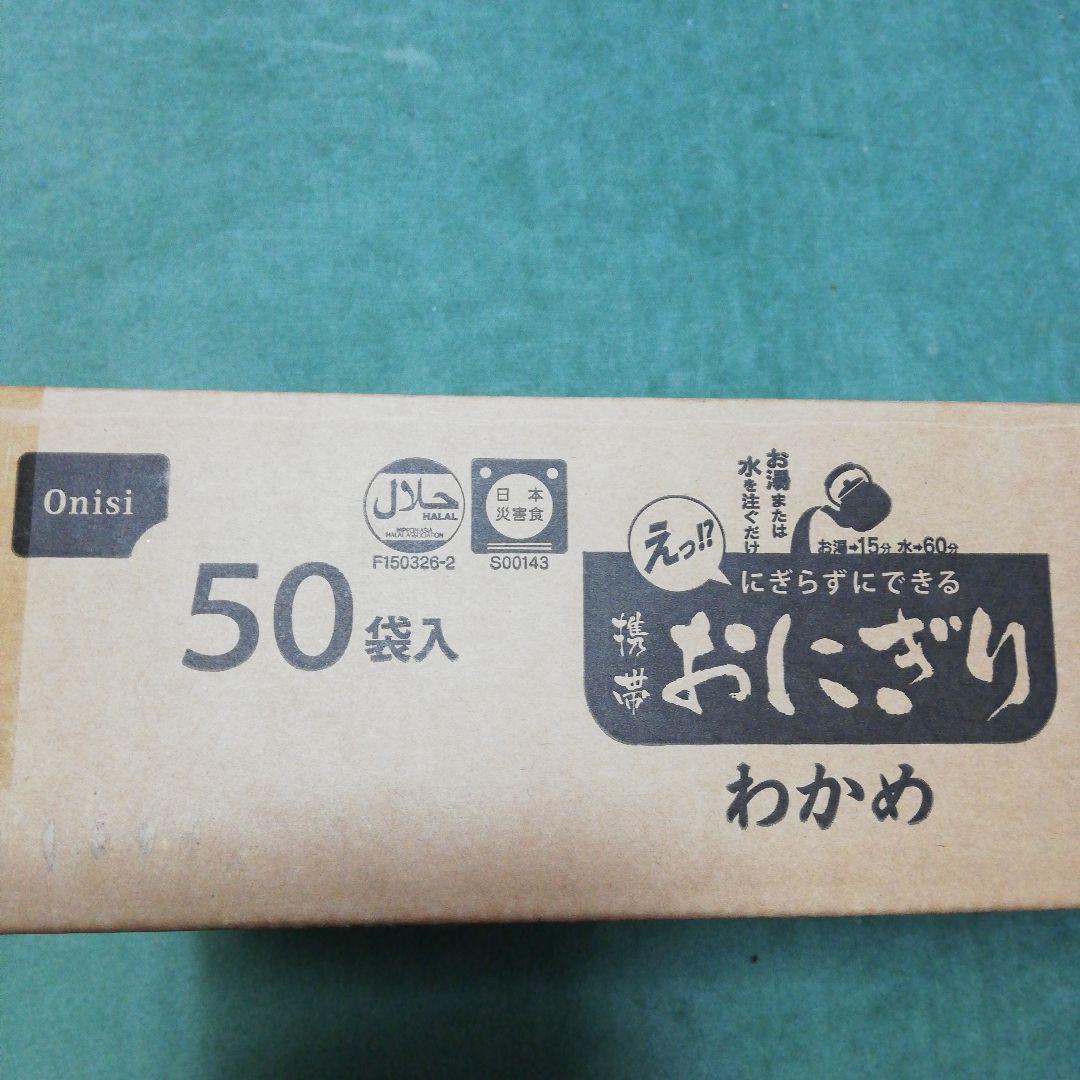 Onisi
حلال
HALAL
NIPPON ASIA
HALAL ASSOCIATION
F150326-2
日本
災害食
S00143
50袋入
お湯または
水を注ぐだけ
お湯→15分 水→60分
えっ!?
にぎらずにできる
携帯
おにぎり
わかめ